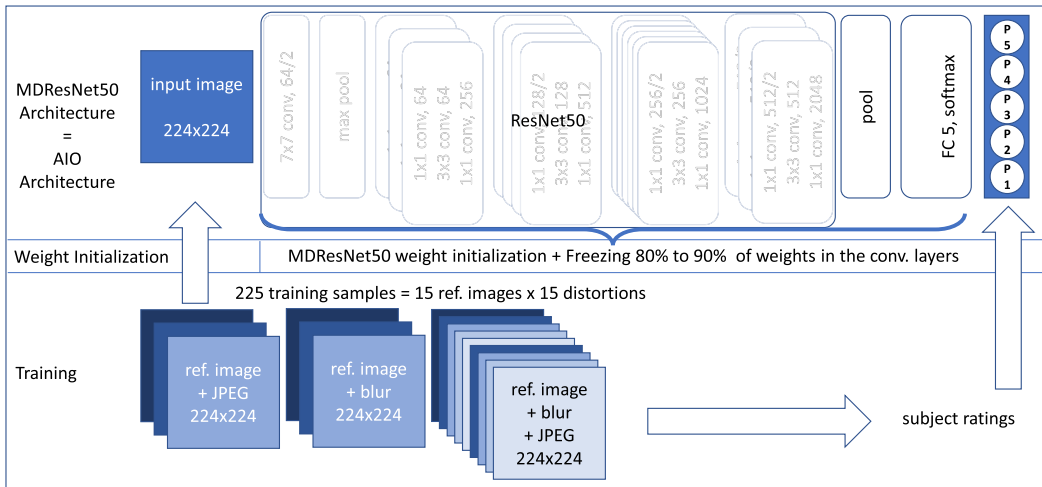 MDResNet50
Architecture
=
AIO
Architecture
input image
224x224
7x7 conv, 64/2
max pool
1x1 conv, 64
3x3 conv, 64
1x1 conv, 256
1x1 conv, 128/2
3x3 conv, 128
1x1 conv, 512
ResNet50
1x1 conv, 256/2
3x3 conv, 256
1x1 conv, 1024
1x1 conv, 512/2
3x3 conv, 512
1x1 conv, 2048
pool
FC 5, softmax
P
5
P
4
P
3
P
2
P
1
Weight Initialization
MDResNet50 weight initialization + Freezing 80% to 90% of weights in the conv. layers
225 training samples = 15 ref. images x 15 distortions
Training
ref. image
+ JPEG
224x224
ref. image
+ blur
224x224
ref. image
+ blur
+ JPEG
224x224
subject ratings